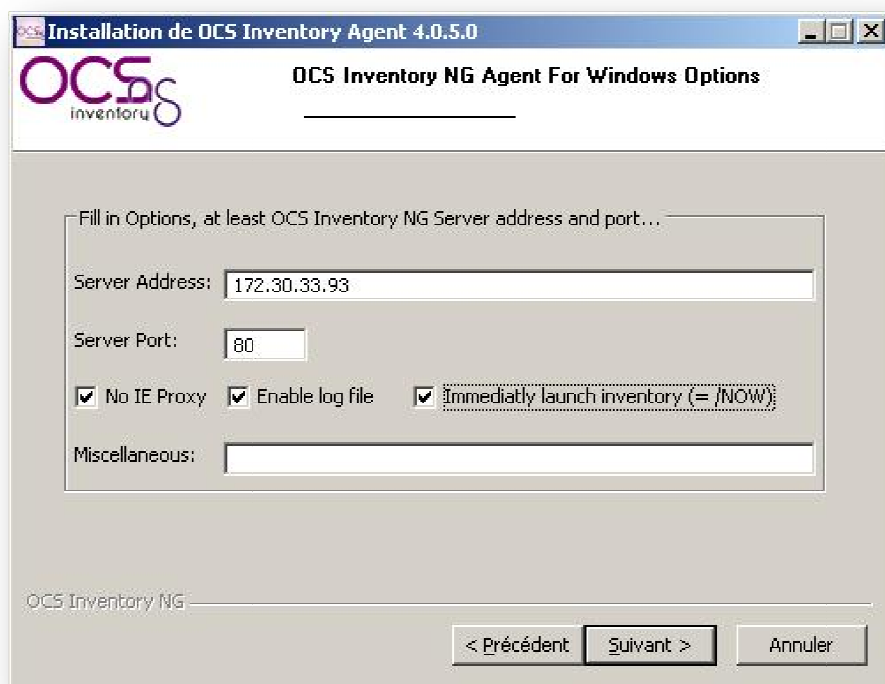 Installation de OCS Inventory Agent 4.0.5.0
OCS ng
inventory
OCS Inventory NG Agent For Windows Options
Fill in Options, at least OCS Inventory NG Server address and port...
Server Address: 172.30.33.93
Server Port: 80
No IE Proxy Enable log file Immediatly launch inventory (= /NOW)
Miscellaneous:
OCS Inventory NG
< Précédent Suivant > Annuler